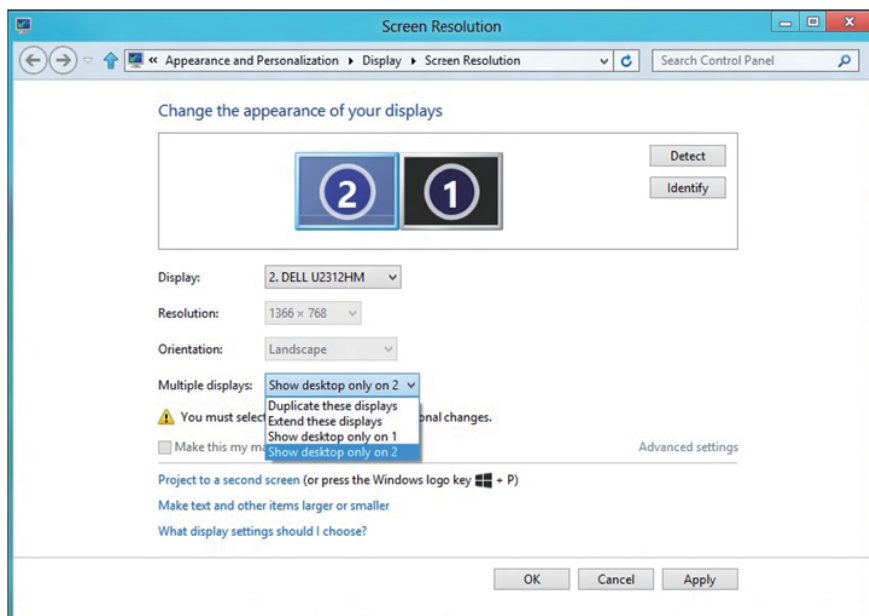 Screen Resolution
« Appearance and Personalization ▸ Display ▸ Screen Resolution
Search Control Panel
Change the appearance of your displays
2
1
Detect
Identify
Display: 2. DELL U2312HM
Resolution: 1366 × 768
Orientation: Landscape
Multiple displays: Show desktop only on 2
Duplicate these displays
You must selec onal changes.
Extend these displays
Show desktop only on 1
Make this my ma Advanced settings
Show desktop only on 2
Project to a second screen (or press the Windows logo key + P)
Make text and other items larger or smaller
What display settings should I choose?
OK Cancel Apply